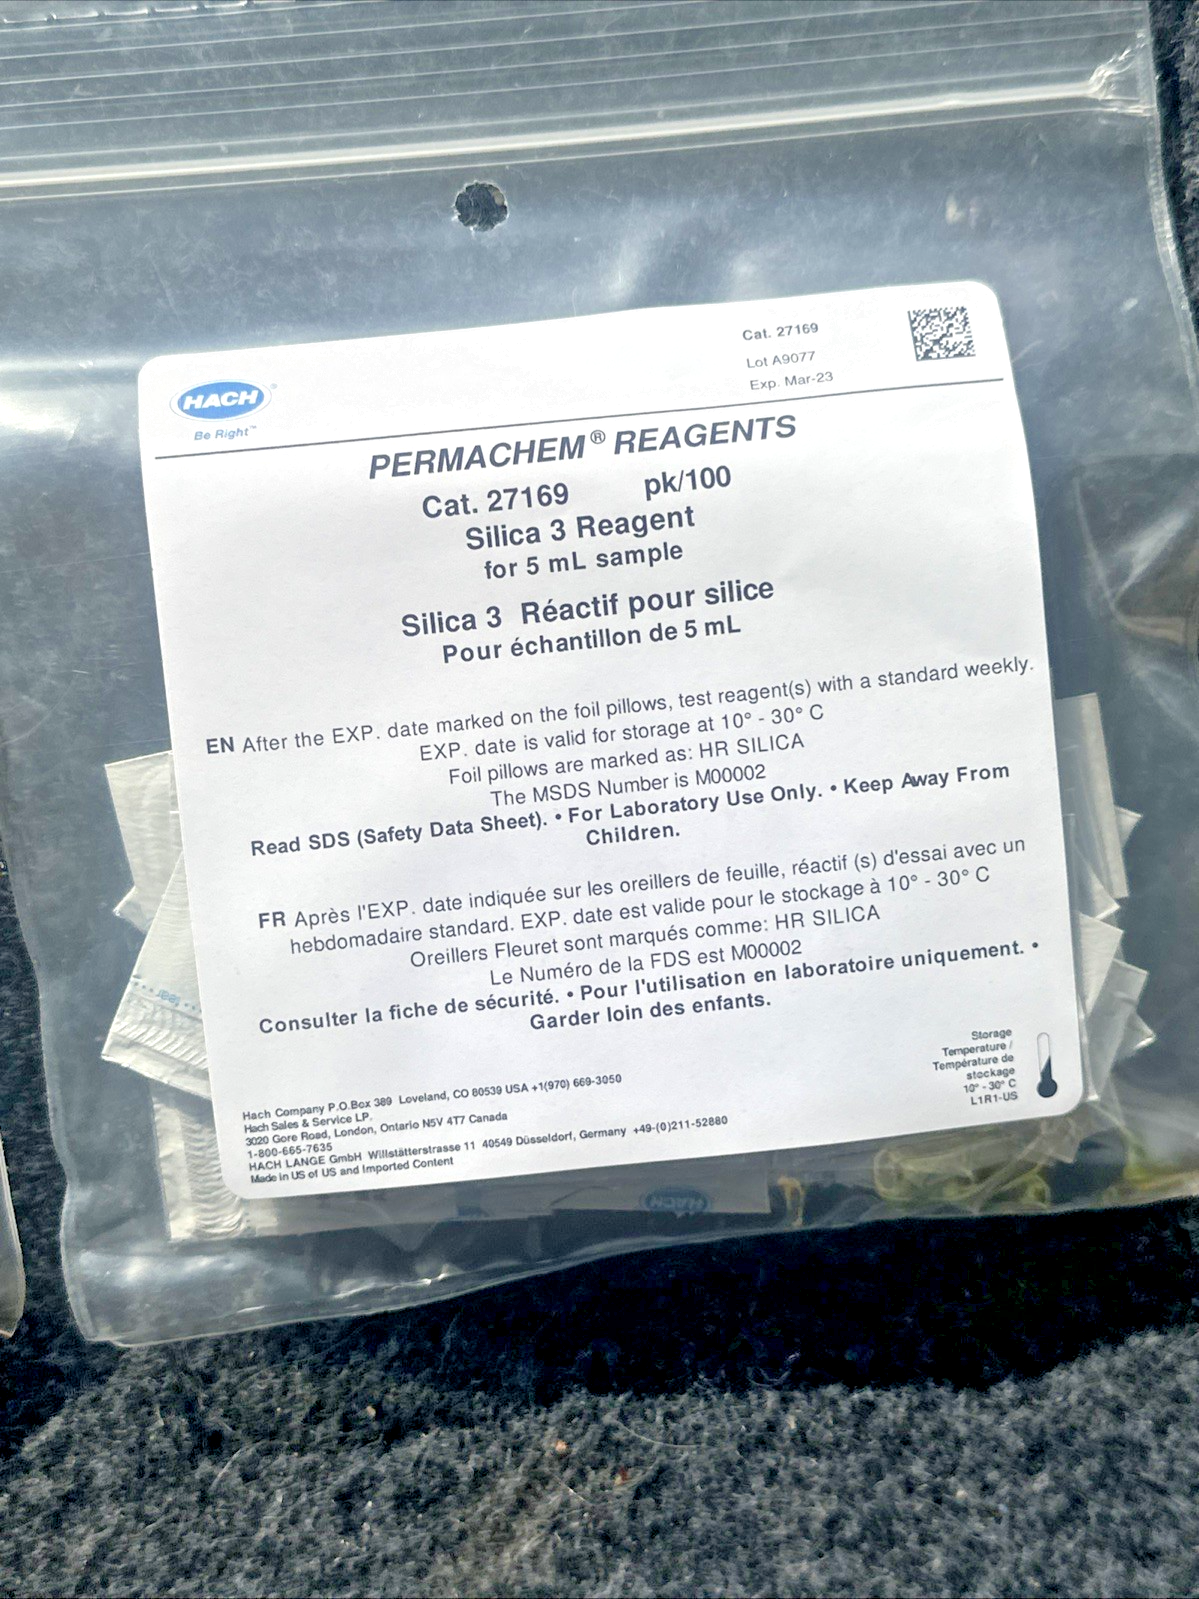 Cat. 27169
Lot A9077
Exp. Mar-23
HACH®
Be Right™
PERMACHEM® REAGENTS
Cat. 27169 pk/100
Silica 3 Reagent
for 5 mL sample
Silica 3 Réactif pour silice
Pour échantillon de 5 mL
EN After the EXP. date marked on the foil pillows, test reagent(s) with a standard weekly.
EXP. date is valid for storage at 10° - 30° C
Foil pillows are marked as: HR SILICA
The MSDS Number is M00002
Read SDS (Safety Data Sheet). • For Laboratory Use Only. • Keep Away From
Children.
FR Après l'EXP. date indiquée sur les oreillers de feuille, réactif (s) d'essai avec un
hebdomadaire standard. EXP. date est valide pour le stockage à 10° - 30° C
Oreillers Fleuret sont marqués comme: HR SILICA
Le Numéro de la FDS est M00002
Consulter la fiche de sécurité. • Pour l'utilisation en laboratoire uniquement. •
Garder loin des enfants.
Storage
Temperature /
Température de
stockage
10° - 30° C
L1R1-US
Hach Company P.O.Box 389 Loveland, CO 80539 USA +1(970) 669-3050
Hach Sales & Service LP.
3020 Gore Road, London, Ontario N5V 4T7 Canada
1-800-665-7635
HACH LANGE GmbH Willstätterstrasse 11 40549 Düsseldorf, Germany +49-(0)211-52880
Made in US of US and Imported Content
HACH